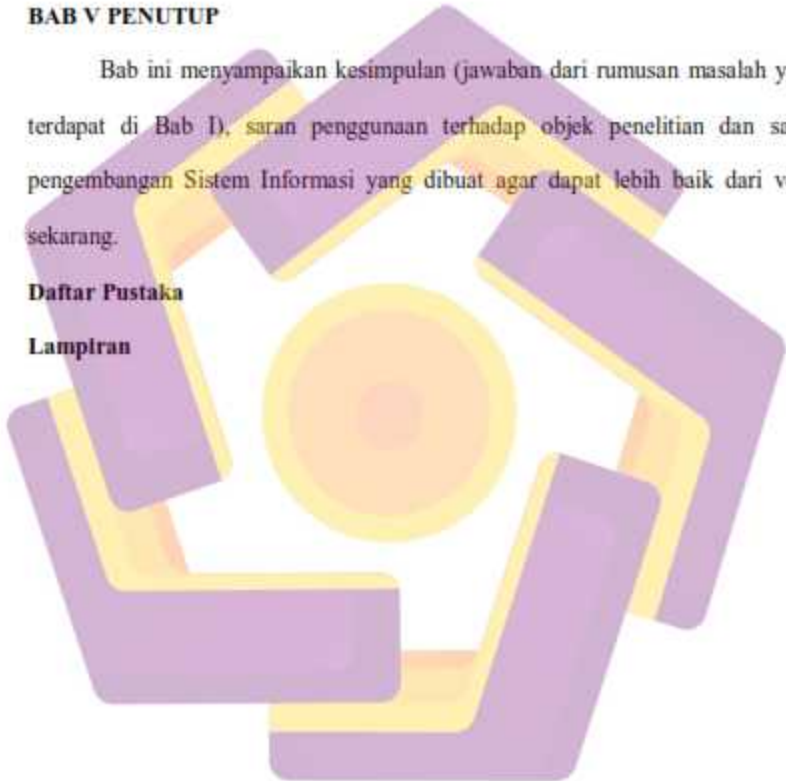 BAB V PENUTUP
Bab ini menyampaikan kesimpulan (jawaban dari rumusan masalah y
terdapat di Bab I), saran penggunaan terhadap objek penelitian dan sa
pengembangan Sistem Informasi yang dibuat agar dapat lebih baik dari v
sekarang.
Daftar Pustaka
Lampiran